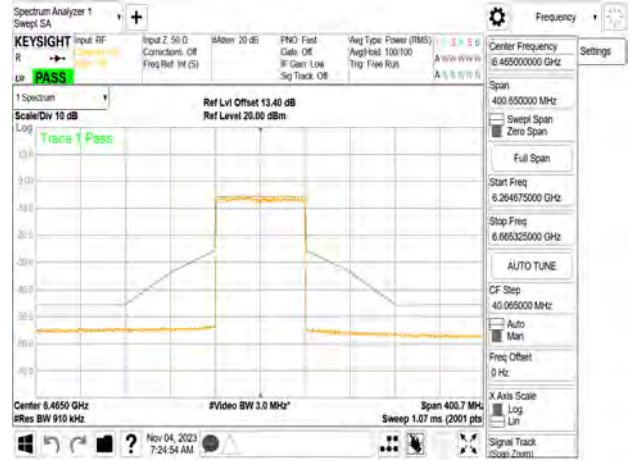 Spectrum Analyzer 1
Swept SA
Frequency
KEYSIGHT
Input: RF
Input Z: 50 Ω
Corrections: Off
Freq Ref: Int (S)
#Atten: 20 dB
PNO: Fast
Gate: Off
IF Gain: Low
Sig Track: Off
Avg Type: Power (RMS)
Avg|Hold: 100/100
Trig: Free Run
PASS
1 Spectrum
Scale/Div 10 dB
Ref Lvl Offset 13.40 dB
Ref Level 20.00 dBm
Log
Trace 1 Pass
Center 6.4650 GHz
#Res BW 910 kHz
#Video BW 3.0 MHz*
Span 400.7 MHz
Sweep 1.07 ms (2001 pts
Nov 04, 2023
7:24:54 AM
Center Frequency
6.465000000 GHz
Settings
Span
400.650000 MHz
Swept Span
Zero Span
Full Span
Start Freq
6.264675000 GHz
Stop Freq
6.665325000 GHz
AUTO TUNE
CF Step
40.065000 MHz
Auto
Man
Freq Offset
0 Hz
X Axis Scale
Log
Lin
Signal Track
(Span Zoom)